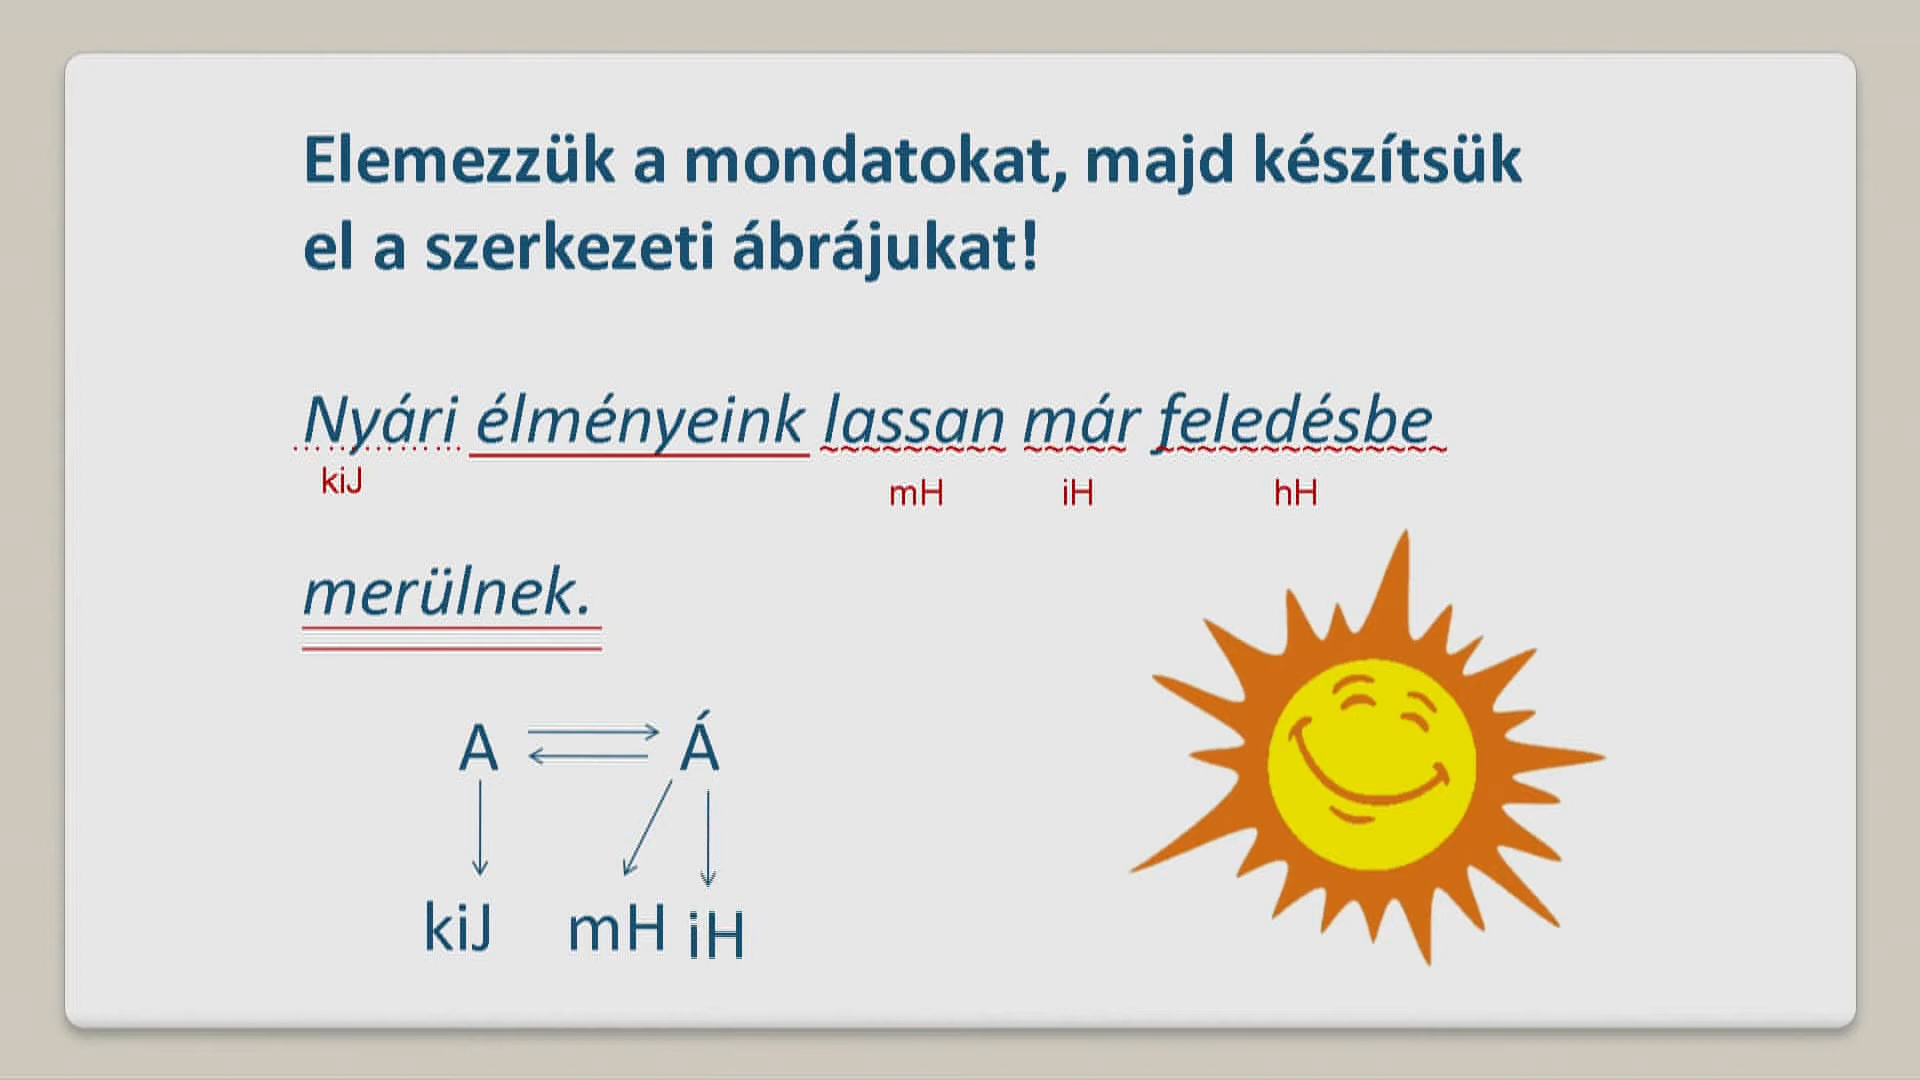 Elemezzük a mondatokat, majd készítsük
el a szerkezeti ábrájukat!
Nyári élményeink lassan már feledésbe
kiJ mH iH hH
merülnek.
A Á
kiJ mH iH